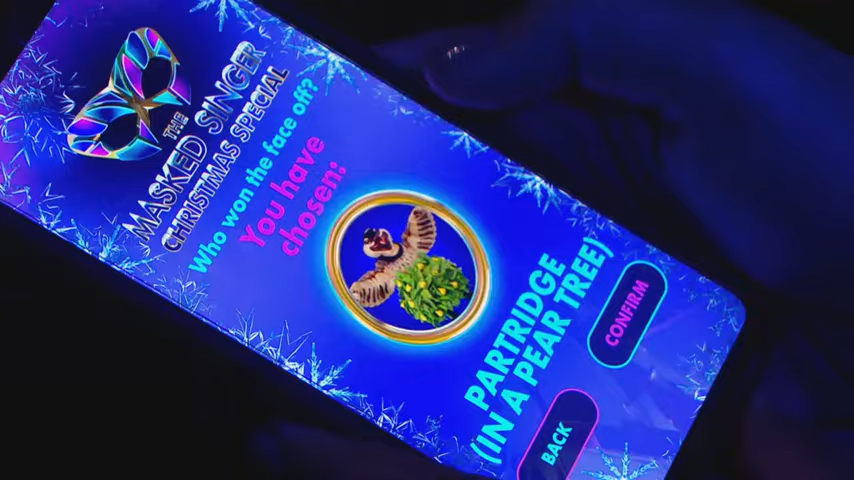 THE
MASKED SINGER
CHRISTMAS SPECIAL
Who won the face off?
You have
chosen:
PARTRIDGE
(IN A PEAR TREE)
CONFIRM
BACK